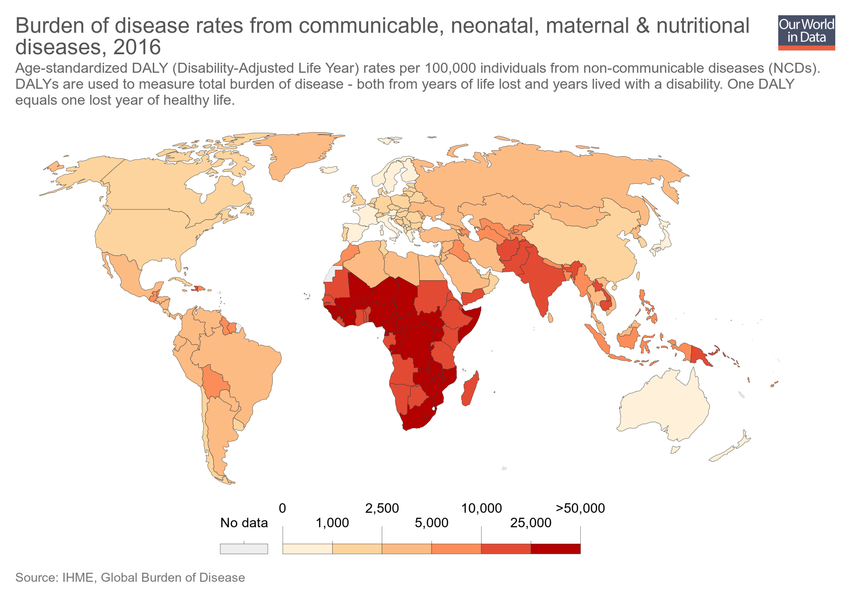 Burden of disease rates from communicable, neonatal, maternal & nutritional
diseases, 2016
Our World
in Data
Age-standardized DALY (Disability-Adjusted Life Year) rates per 100,000 individuals from non-communicable diseases (NCDs).
DALYs are used to measure total burden of disease - both from years of life lost and years lived with a disability. One DALY
equals one lost year of healthy life.
0 2,500 10,000 >50,000
No data 1,000 5,000 25,000
Source: IHME, Global Burden of Disease